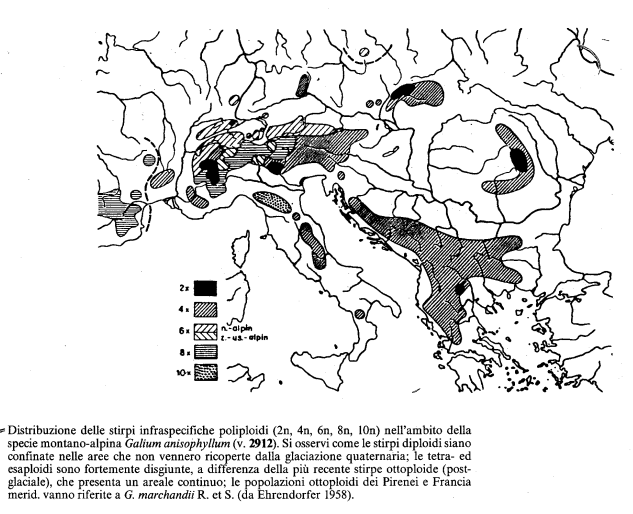 2x
4x
6x n.-alpin
z.-us.-alpin
8x
10x
Distribuzione delle stirpi infraspecifiche poliploidi (2n, 4n, 6n, 8n, 10n) nell'ambito della
specie montano-alpina Galium anisophyllum (v. 2912). Si osservi come le stirpi diploidi siano
confinate nelle aree che non vennero ricoperte dalla glaciazione quaternaria; le tetra- ed
esaploidi sono fortemente disgiunte, a differenza della più recente stirpe ottoploide (post-
glaciale), che presenta un areale continuo; le popolazioni ottoploidi dei Pirenei e Francia
merid. vanno riferite a G. marchandii R. et S. (da Ehrendorfer 1958).